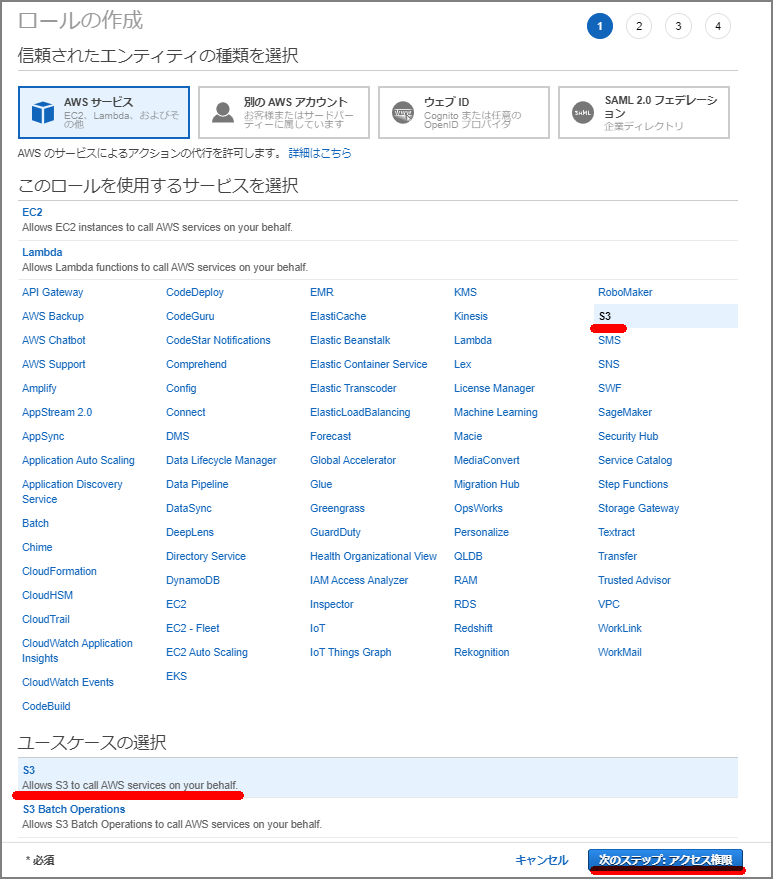 ロールの作成
1 2 3 4
信頼されたエンティティの種類を選択
AWS サービス
EC2、Lambda、およびその他
別の AWS アカウント
お客様またはサードパーティーに属しています
ウェブ ID
Cognito または任意の OpenID プロバイダ
SAML
SAML 2.0 フェデレーション
企業ディレクトリ
AWS のサービスによるアクションの代行を許可します。 詳細はこちら
このロールを使用するサービスを選択
EC2
Allows EC2 instances to call AWS services on your behalf.
Lambda
Allows Lambda functions to call AWS services on your behalf.
API Gateway
AWS Backup
AWS Chatbot
AWS Support
Amplify
AppStream 2.0
AppSync
Application Auto Scaling
Application Discovery
Service
Batch
Chime
CloudFormation
CloudHSM
CloudTrail
CloudWatch Application
Insights
CloudWatch Events
CodeBuild
CodeDeploy
CodeGuru
CodeStar Notifications
Comprehend
Config
Connect
DMS
Data Lifecycle Manager
Data Pipeline
DataSync
DeepLens
Directory Service
DynamoDB
EC2
EC2 - Fleet
EC2 Auto Scaling
EKS
EMR
ElastiCache
Elastic Beanstalk
Elastic Container Service
Elastic Transcoder
ElasticLoadBalancing
Forecast
Global Accelerator
Glue
Greengrass
GuardDuty
Health Organizational View
IAM Access Analyzer
Inspector
IoT
IoT Things Graph
KMS
Kinesis
Lambda
Lex
License Manager
Machine Learning
Macie
MediaConvert
Migration Hub
OpsWorks
Personalize
QLDB
RAM
RDS
Redshift
Rekognition
RoboMaker
S3
SMS
SNS
SWF
SageMaker
Security Hub
Service Catalog
Step Functions
Storage Gateway
Textract
Transfer
Trusted Advisor
VPC
WorkLink
WorkMail
ユースケースの選択
S3
Allows S3 to call AWS services on your behalf.
S3 Batch Operations
Allows S3 Batch Operations to call AWS services on your behalf.
* 必須
キャンセル
次のステップ: アクセス権限